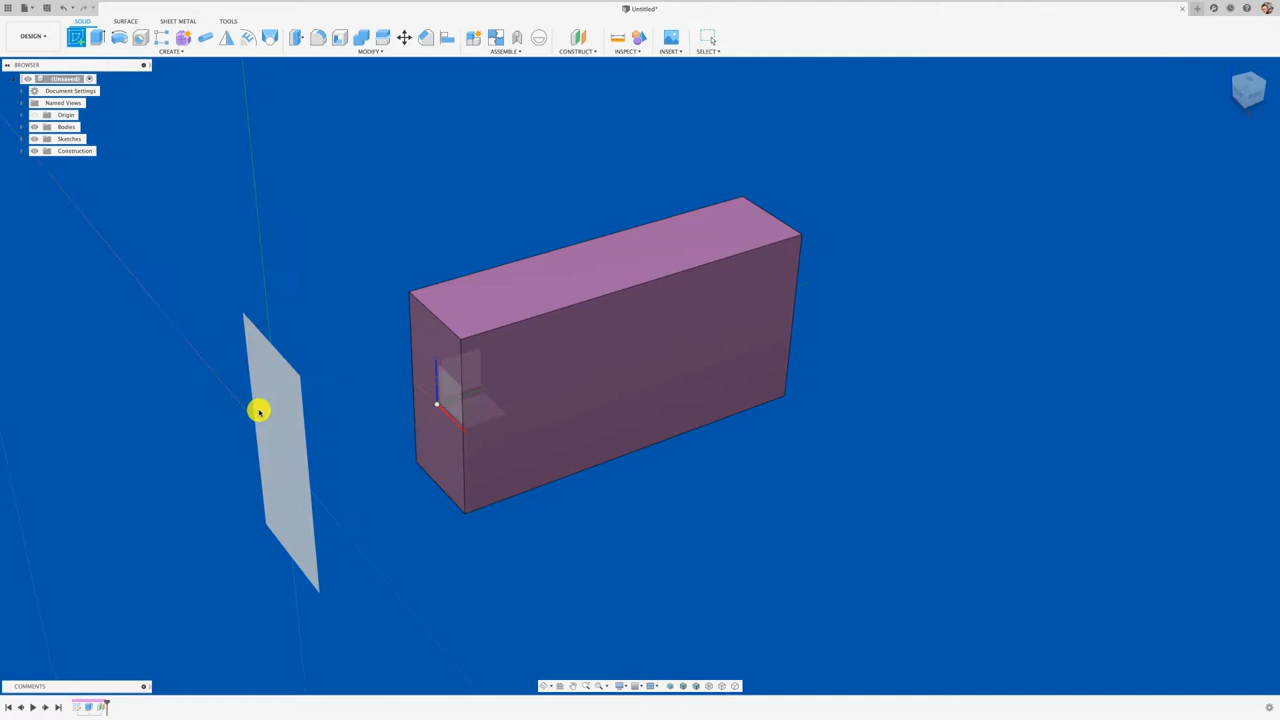 Untitled*
DESIGN
SOLID
SURFACE
SHEET METAL
TOOLS
CREATE
MODIFY
ASSEMBLE
CONSTRUCT
INSPECT
INSERT
SELECT
BROWSER
(Unsaved)
Document Settings
Named Views
Origin
Bodies
Sketches
Construction
COMMENTS